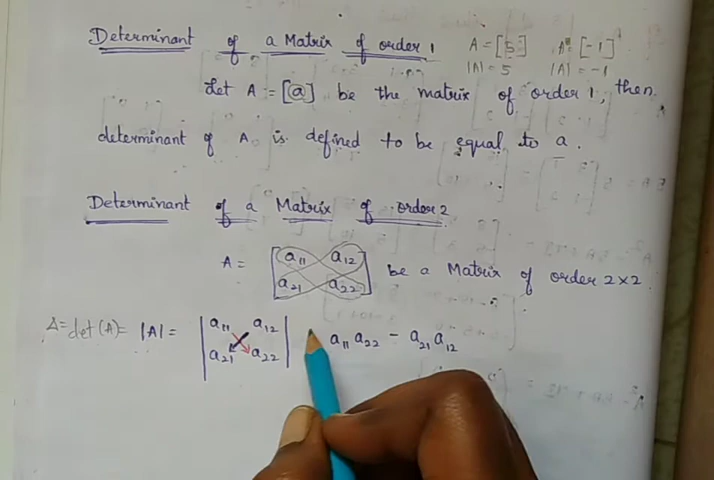 Determinant of a Matrix of order 1 A = [5] A = [-1]
|A| = 5 |A| = -1
Let A = [a] be the matrix of order 1, then
determinant of A is defined to be equal to a.
Determinant of a Matrix of order 2
A = [a₁₁ a₁₂
a₂₁ a₂₂] be a Matrix of order 2×2.
Δ = det(A) = |A| = |a₁₁ a₁₂
a₂₁ a₂₂| a₁₁ a₂₂ - a₂₁ a₁₂